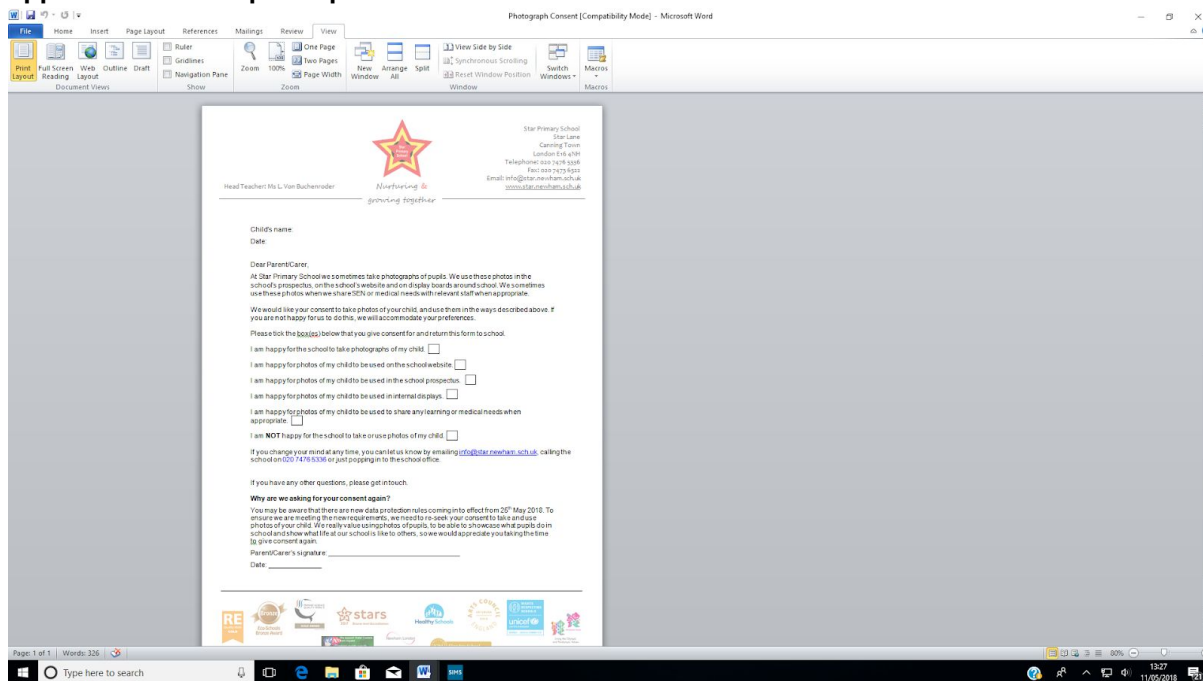 Photograph Consent [Compatibility Mode] - Microsoft Word
File Home Insert Page Layout References Mailings Review View
Print Layout
Full Screen Reading
Web Layout
Outline
Draft
Document Views
Ruler
Gridlines
Navigation Pane
Show
Zoom
100%
One Page
Two Pages
Page Width
Zoom
New Window
Arrange All
Split
View Side by Side
Synchronous Scrolling
Reset Window Position
Window
Switch Windows
Macros
Macros
Star Primary School
Star Lane
Canning Town
London E16 4NH
Telephone: 020 7476 5336
Email: info@star.newham.sch.uk
www.star.newham.sch.uk
Head Teacher: Ms L. Von Buchenroder
Nurturing &
growing together
Child's name:
Date:
Dear Parent/Carer,
At Star Primary School we sometimes take photographs of pupils. We use these photos in the
school's prospectus, on the school's website and on display boards around school. We sometimes
use these photos when we share SEN or medical needs with relevant staff when appropriate.
We would like your consent to take photos of your child, and use them in the ways described above. If
you are not happy for us to do this, we will accommodate your preferences.
Please tick the box(es) below that you give consent for and return this form to school.
I am happy for the school to take photographs of my child.
I am happy for photos of my child to be used on the school website.
I am happy for photos of my child to be used in the school prospectus.
I am happy for photos of my child to be used in internal displays.
I am happy for photos of my child to be used to share any learning or medical needs when
appropriate.
I am NOT happy for the school to take or use photos of my child.
If you change your mind at any time, you can let us know by emailing info@star.newham.sch.uk, calling the
school on 020 7476 5336 or just popping in to the school office.
If you have any other questions, please get in touch.
Why are we asking for your consent again?
You may be aware that there are new data protection rules coming in to effect from 25th May 2018. To
ensure we are meeting the new requirements, we need to re-seek your consent to take and use
photos of your child. We really value using photos of pupils, to be able to showcase what pupils do in
school and show what life at our school is like to others, so we would appreciate you taking the time
to give consent again.
Parent/Carer's signature:
Date:
RE
stars
Healthy Schools
unicef
Page: 1 of 1 Words: 326
80%
Type here to search
SIMS
13:27
11/05/2018